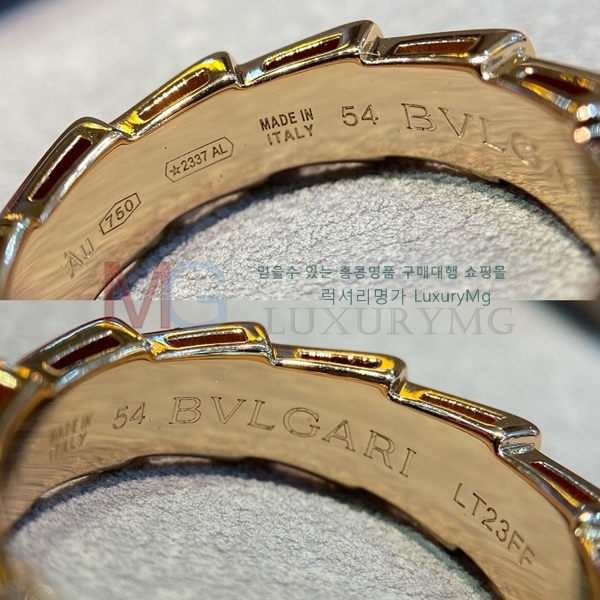 AU
750
☆2337 AL
MADE IN
ITALY
54
BVLG
믿을수 있는 홍콩명품 구매대행 쇼핑몰
MG
럭셔리명가 LuxuryMg
LUXURYMG
MADE IN
ITALY
54
BVLGARI
LT23FF